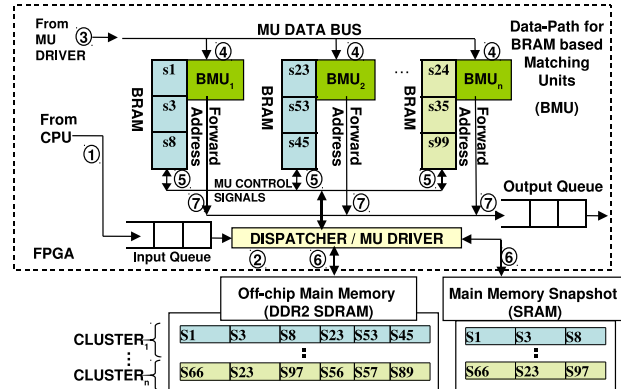 From
MU
DRIVER
③
MU DATA BUS
Data-Path for
BRAM based
Matching
Units
(BMU)
④
④
④
s1
BMU1
s23
BMU2
...
s24
BMUn
s3
s53
s35
s8
s45
s99
BRAM
Forward
Address
BRAM
Forward
Address
BRAM
Forward
Address
From
CPU
①
⑤
⑤
⑤
MU CONTROL
SIGNALS
⑦
⑦
⑦
Output Queue
DISPATCHER / MU DRIVER
Input Queue
②
⑥
⑥
FPGA
Off-chip Main Memory
(DDR2 SDRAM)
Main Memory Snapshot
(SRAM)
CLUSTER1
S1 S3 S8 S23 S53 S45
S1 S3 S8
CLUSTERn
S66 S23 S97 S56 S57 S89
S66 S23 S97